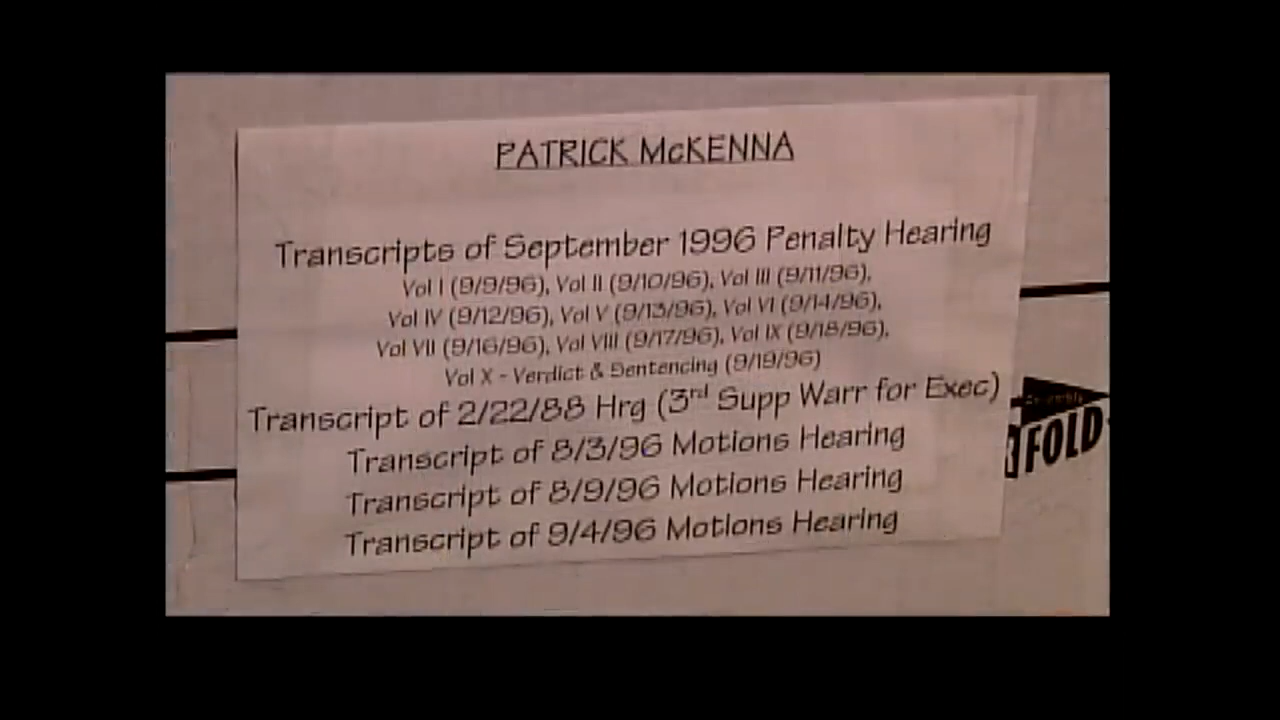 PATRICK McKENNA
Transcripts of September 1996 Penalty Hearing
Vol I (9/9/96), Vol II (9/10/96), Vol III (9/11/96),
Vol IV (9/12/96), Vol V (9/13/96), Vol VI (9/14/96),
Vol VII (9/16/96), Vol VIII (9/17/96), Vol IX (9/18/96),
Vol X - Verdict & Sentencing (9/19/96)
Transcript of 2/22/88 Hrg (3rd Supp Warr for Exec)
Transcript of 8/3/96 Motions Hearing
Transcript of 8/9/96 Motions Hearing
Transcript of 9/4/96 Motions Hearing
FOLD